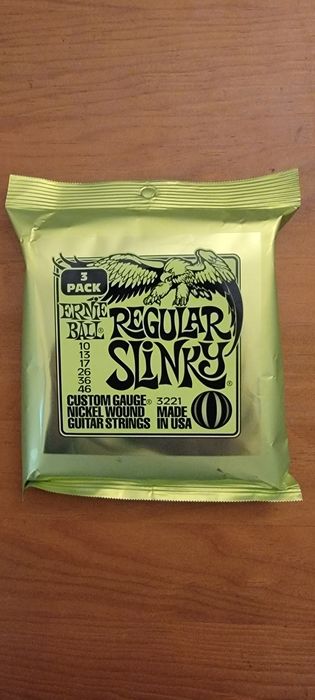 3
PACK
ERNIE
BALL®
REGULAR
SLINKY®
10
13
17
26
36
46
CUSTOM GAUGE® 3221
NICKEL WOUND MADE
GUITAR STRINGS IN USA